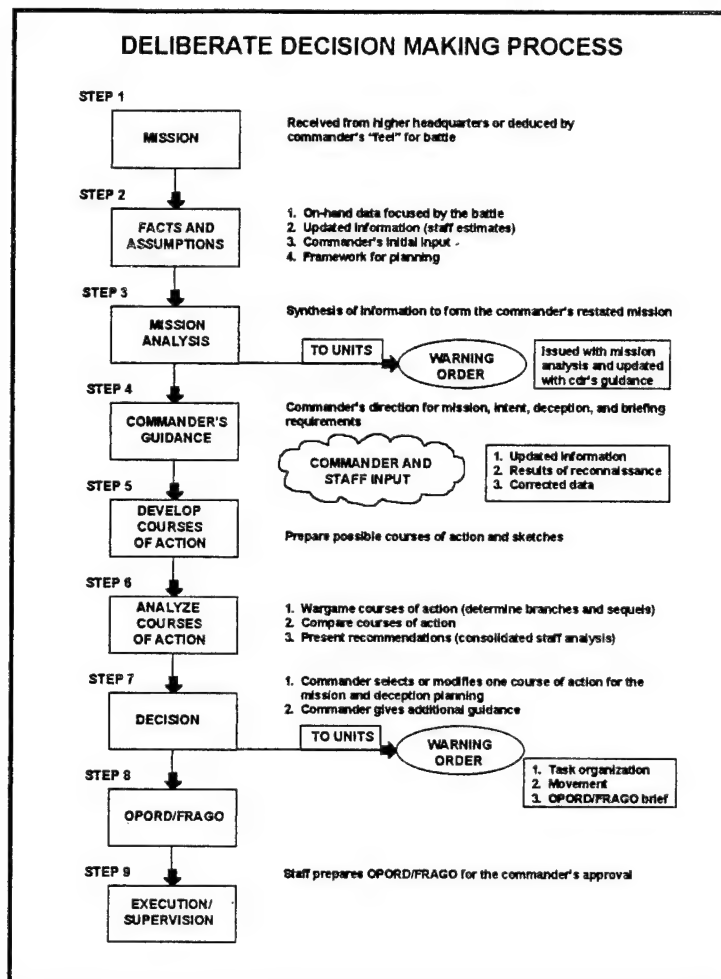 DELIBERATE DECISION MAKING PROCESS
STEP 1
MISSION
Received from higher headquarters or deduced by
commander's "feel" for battle
STEP 2
FACTS AND
ASSUMPTIONS
1. On-hand data focused by the battle
2. Updated information (staff estimates)
3. Commander's initial input -
4. Framework for planning
STEP 3
MISSION
ANALYSIS
Synthesis of information to form the commander's restated mission
TO UNITS
WARNING
ORDER
Issued with mission
analysis and updated
with cdr's guidance
STEP 4
COMMANDER'S
GUIDANCE
Commander's direction for mission, intent, deception, and briefing
requirements
COMMANDER AND
STAFF INPUT
1. Updated information
2. Results of reconnaissance
3. Corrected data
STEP 5
DEVELOP
COURSES
OF ACTION
Prepare possible courses of action and sketches
STEP 6
ANALYZE
COURSES
OF ACTION
1. Wargame courses of action (determine branches and sequels)
2. Compare courses of action
3. Present recommendations (consolidated staff analysis)
STEP 7
DECISION
1. Commander selects or modifies one course of action for the
mission and deception planning
2. Commander gives additional guidance
TO UNITS
WARNING
ORDER
1. Task organization
2. Movement
3. OPORD/FRAGO brief
STEP 8
OPORD/FRAGO
STEP 9
Staff prepares OPORD/FRAGO for the commander's approval
EXECUTION/
SUPERVISION